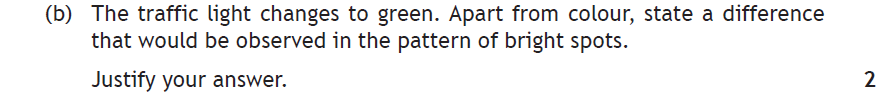 (b) The traffic light changes to green. Apart from colour, state a difference
that would be observed in the pattern of bright spots.
Justify your answer. 2